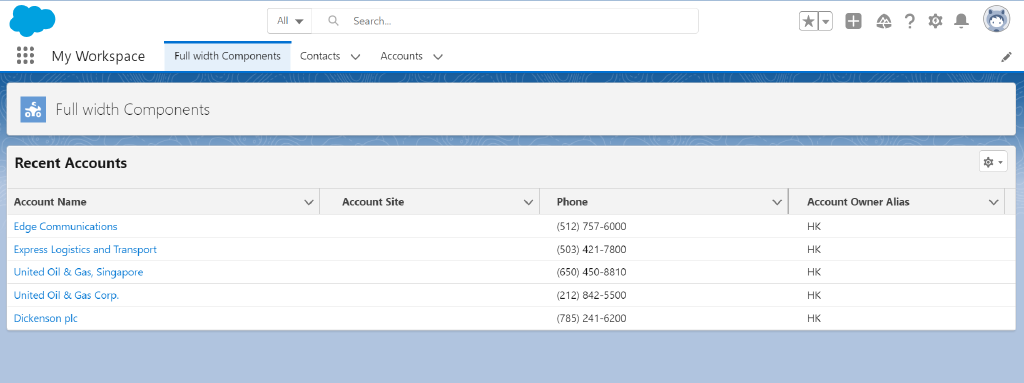 All Search...
My Workspace Full width Components Contacts Accounts
Full width Components
Recent Accounts
Account Name Account Site Phone Account Owner Alias
Edge Communications (512) 757-6000 HK
Express Logistics and Transport (503) 421-7800 HK
United Oil & Gas, Singapore (650) 450-8810 HK
United Oil & Gas Corp. (212) 842-5500 HK
Dickenson plc (785) 241-6200 HK